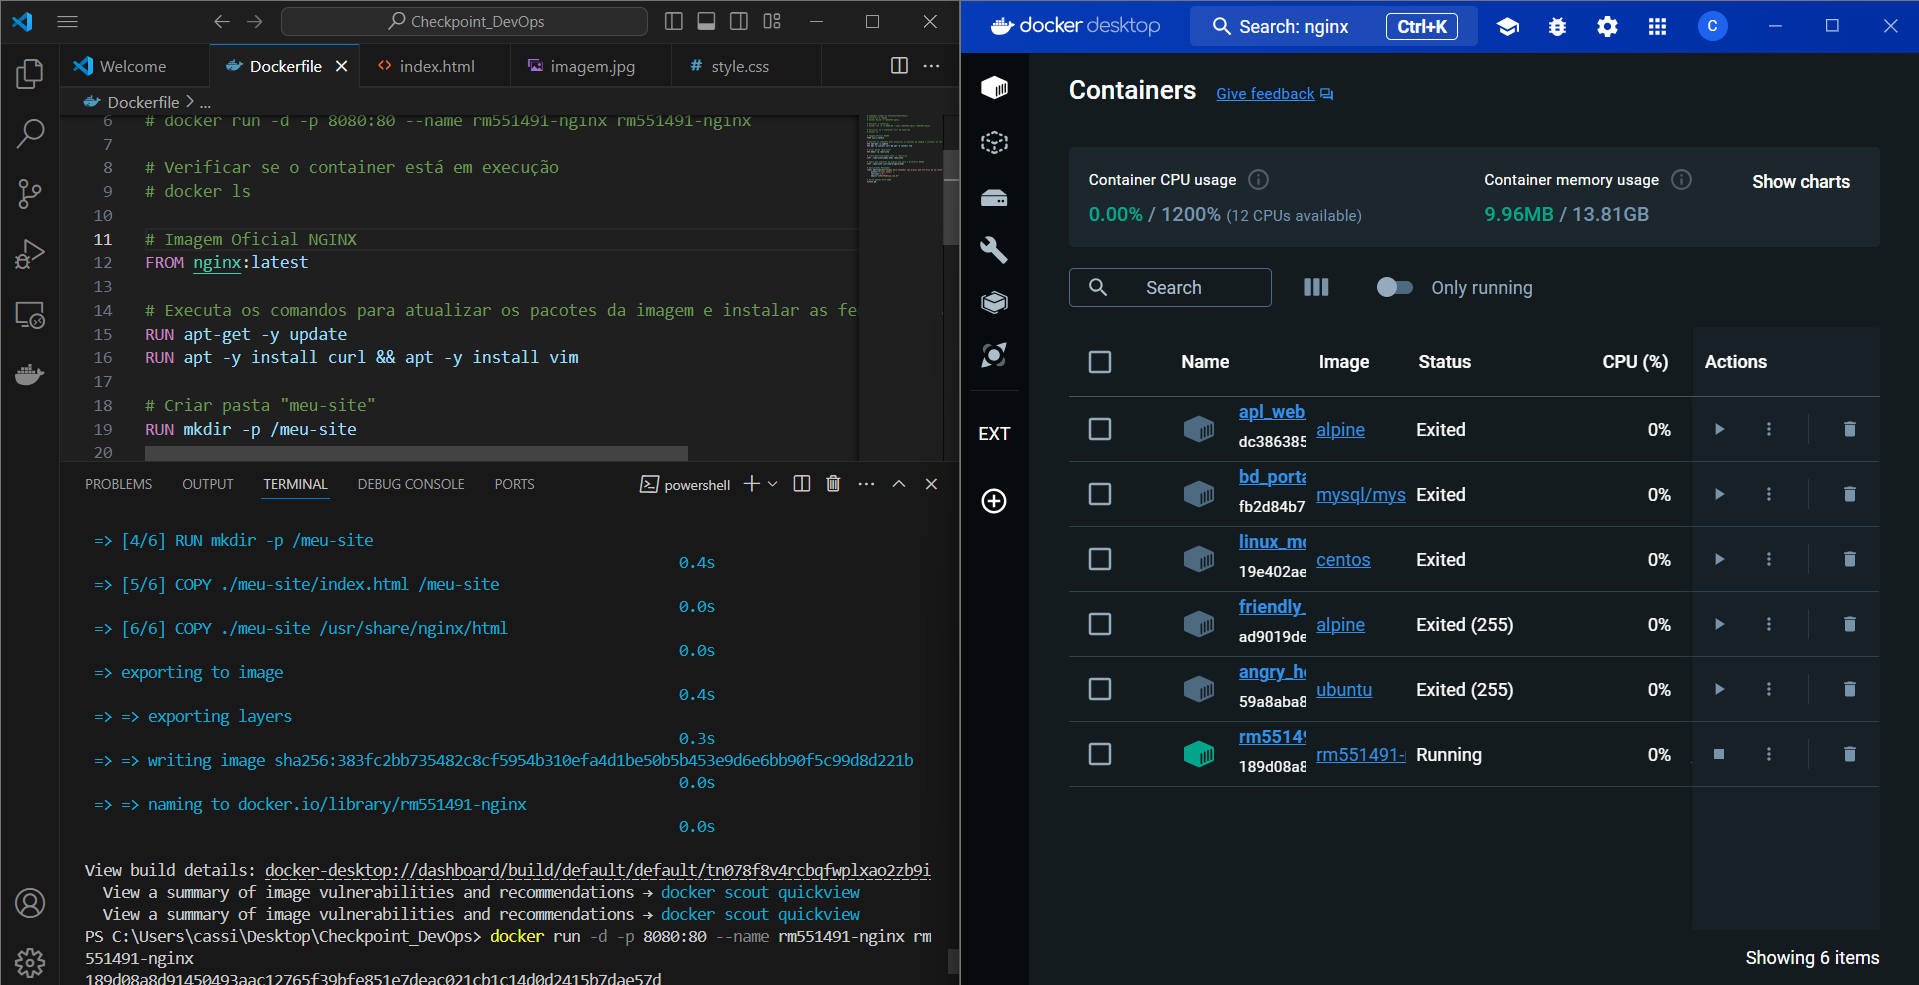 Checkpoint_DevOps
Welcome
Dockerfile
index.html
imagem.jpg
# style.css
Dockerfile > ...
6 # docker run -d -p 8080:80 --name rm551491-nginx rm551491-nginx
7
8 # Verificar se o container está em execução
9 # docker ls
10
11 # Imagem Oficial NGINX
12 FROM nginx:latest
13
14 # Executa os comandos para atualizar os pacotes da imagem e instalar as fe
15 RUN apt-get -y update
16 RUN apt -y install curl && apt -y install vim
17
18 # Criar pasta "meu-site"
19 RUN mkdir -p /meu-site
20
PROBLEMS OUTPUT TERMINAL DEBUG CONSOLE PORTS
powershell
=> [4/6] RUN mkdir -p /meu-site
0.4s
=> [5/6] COPY ./meu-site/index.html /meu-site
0.0s
=> [6/6] COPY ./meu-site /usr/share/nginx/html
0.0s
=> exporting to image
0.4s
=> => exporting layers
0.3s
=> => writing image sha256:383fc2bb735482c8cf5954b310efa4d1be50b5b453e9d6e6bb90f5c99d8d221b
0.0s
=> => naming to docker.io/library/rm551491-nginx
0.0s
View build details: docker-desktop://dashboard/build/default/default/tn078f8v4rcbqfwplxao2zb9i
View a summary of image vulnerabilities and recommendations → docker scout quickview
View a summary of image vulnerabilities and recommendations → docker scout quickview
PS C:\Users\cassi\Desktop\Checkpoint_DevOps> docker run -d -p 8080:80 --name rm551491-nginx rm
551491-nginx
189d08a8d91450493aac12765f39bfe851e7deac021cb1c14d0d2415b7dae57d
docker desktop
Search: nginx
Ctrl+K
C
EXT
Containers
Give feedback
Container CPU usage
0.00% / 1200% (12 CPUs available)
Container memory usage
9.96MB / 13.81GB
Show charts
Search
Only running
Name Image Status CPU (%) Actions
apl_web
dc386385
alpine Exited 0%
bd_porta
fb2d84b7
mysql/mys Exited 0%
linux_mo
19e402ae
centos Exited 0%
friendly_
ad9019de
alpine Exited (255) 0%
angry_he
59a8aba8
ubuntu Exited (255) 0%
rm55149
189d08a8
rm551491- Running 0%
Showing 6 items